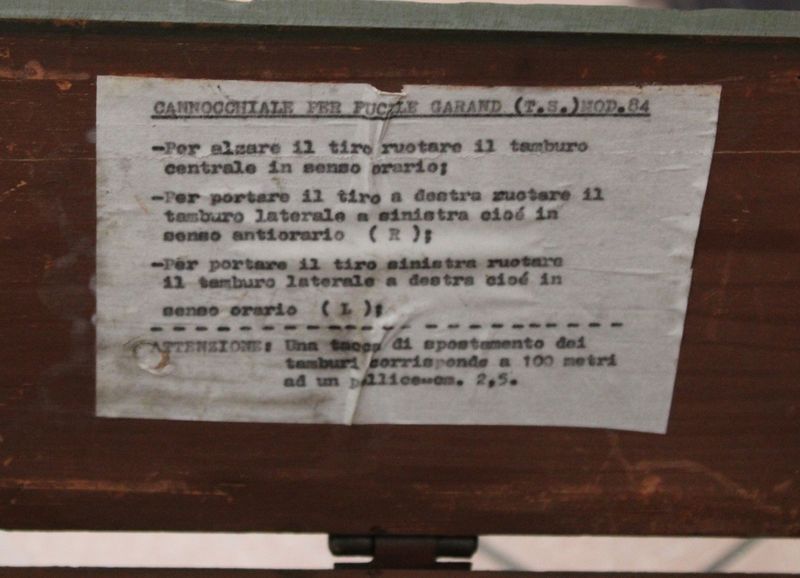 CANNOCCHIALE PER FUCILE GARAND (T.S.)MOD.84
-Per alzare il tiro ruotare il tamburo
centrale in senso orario;
-Per portare il tiro a destra ruotare il
tamburo laterale a sinistra cioé in
senso antiorario ( R );
-Per portare il tiro sinistra ruotare
il tamburo laterale a destra cioé in
senso orario ( L );
ATTENZIONE: Una tacca di spostamento dei
tamburi corrisponde a 100 metri
ad un pollice=cm. 2,5.